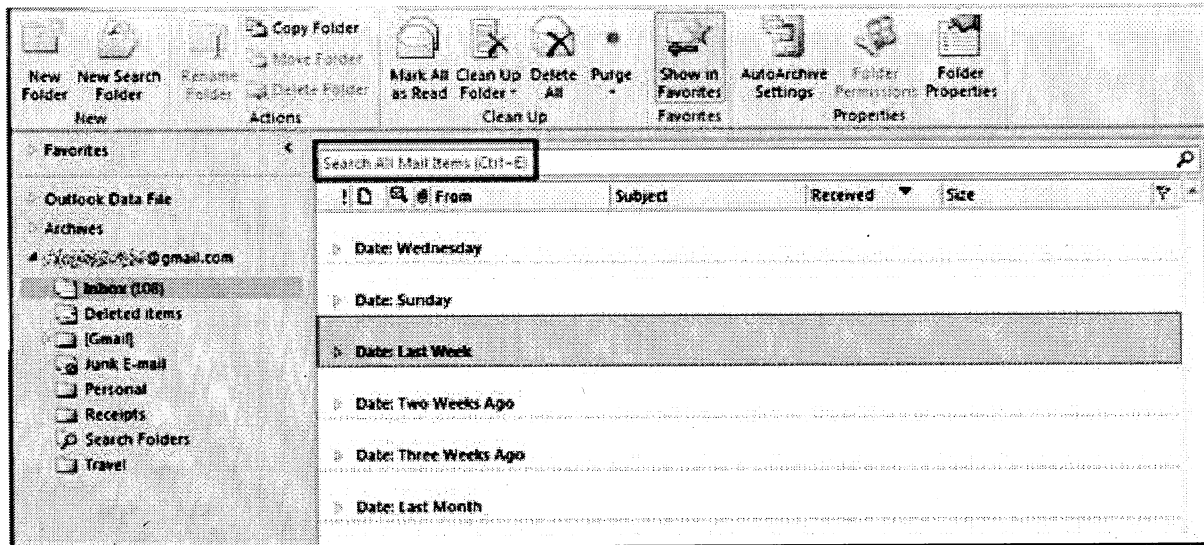 New Folder
New Search Folder
Rename Folder
Copy Folder
Move Folder
Delete Folder
Mark All as Read
Clean Up Folder
Delete All
Purge
Show in Favorites
AutoArchive Settings
Folder Permissions
Folder Properties
New
Actions
Clean Up
Favorites
Properties
Favorites
Outlook Data File
Archives
@gmail.com
Inbox (108)
Deleted Items
[Gmail]
Junk E-mail
Personal
Receipts
Search Folders
Travel
Search All Mail Items (Ctrl+E)
! From Subject Received Size
Date: Wednesday
Date: Sunday
Date: Last Week
Date: Two Weeks Ago
Date: Three Weeks Ago
Date: Last Month